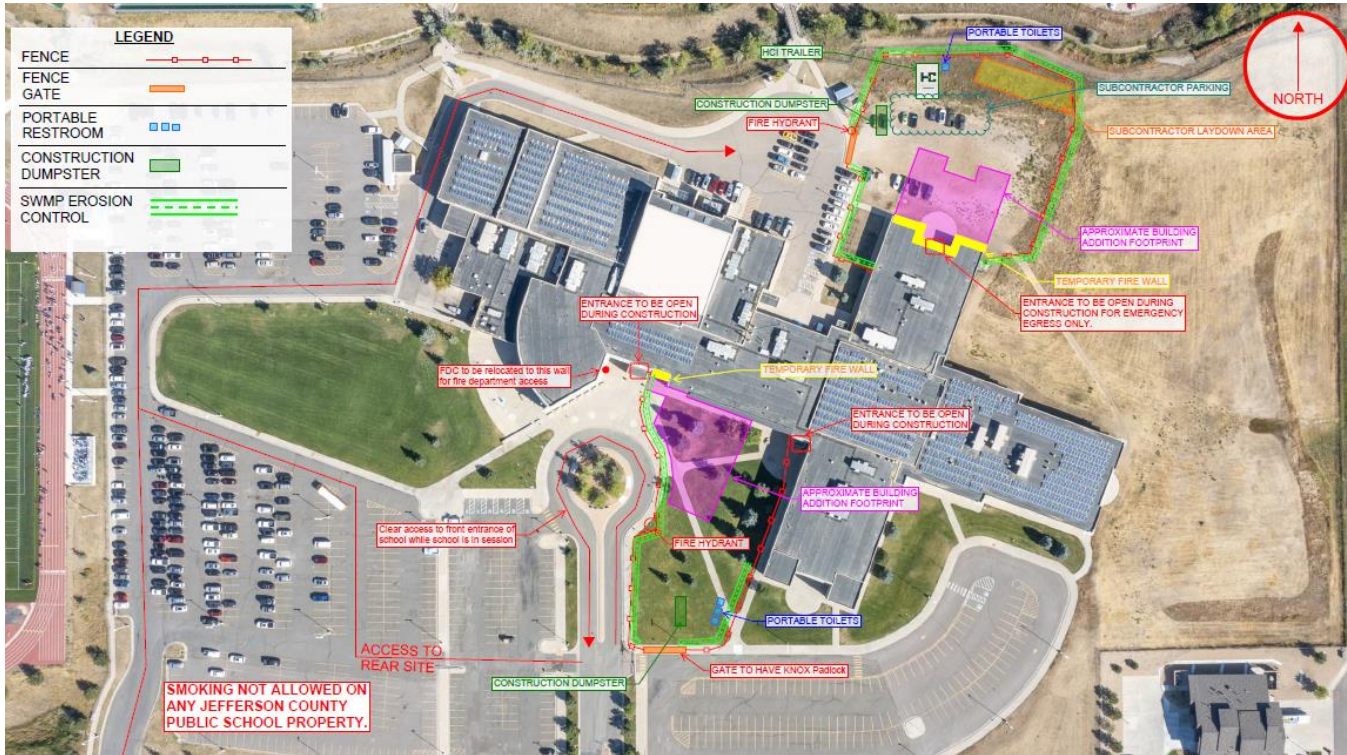 LEGEND
FENCE
FENCE
GATE
PORTABLE
RESTROOM
CONSTRUCTION
DUMPSTER
SWMP EROSION
CONTROL
PORTABLE TOILETS
HCI TRAILER
NORTH
SUBCONTRACTOR PARKING
CONSTRUCTION DUMPSTER
FIRE HYDRANT
SUBCONTRACTOR LAYDOWN AREA
APPROXIMATE BUILDING
ADDITION FOOTPRINT
TEMPORARY FIRE WALL
ENTRANCE TO BE OPEN DURING
CONSTRUCTION FOR EMERGENCY
EGRESS ONLY.
ENTRANCE TO BE OPEN
DURING CONSTRUCTION
FDC to be relocated to this wall
for fire department access
TEMPORARY FIRE WALL
ENTRANCE TO BE OPEN
DURING CONSTRUCTION
APPROXIMATE BUILDING
ADDITION FOOTPRINT
Clear access to front entrance of
school while school is in session
FIRE HYDRANT
PORTABLE TOILETS
ACCESS TO
REAR SITE
GATE TO HAVE KNOX Padlock
CONSTRUCTION DUMPSTER
SMOKING NOT ALLOWED ON
ANY JEFFERSON COUNTY
PUBLIC SCHOOL PROPERTY.